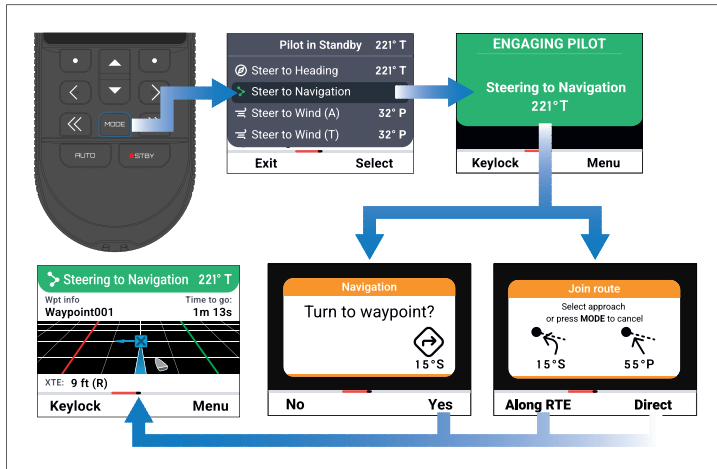 MODE
AUTO
STBY
Pilot in Standby 221° T
Steer to Heading 221° T
Steer to Navigation
Steer to Wind (A) 32° P
Steer to Wind (T) 32° P
Exit Select
ENGAGING PILOT
Steering to Navigation
221°T
Keylock Menu
Steering to Navigation 221° T
Wpt info Time to go:
Waypoint001 1m 13s
XTE: 9 ft (R)
Keylock Menu
Navigation
Turn to waypoint?
15°S
No Yes
Join route
Select approach
or press MODE to cancel
15°S 55°P
Along RTE Direct